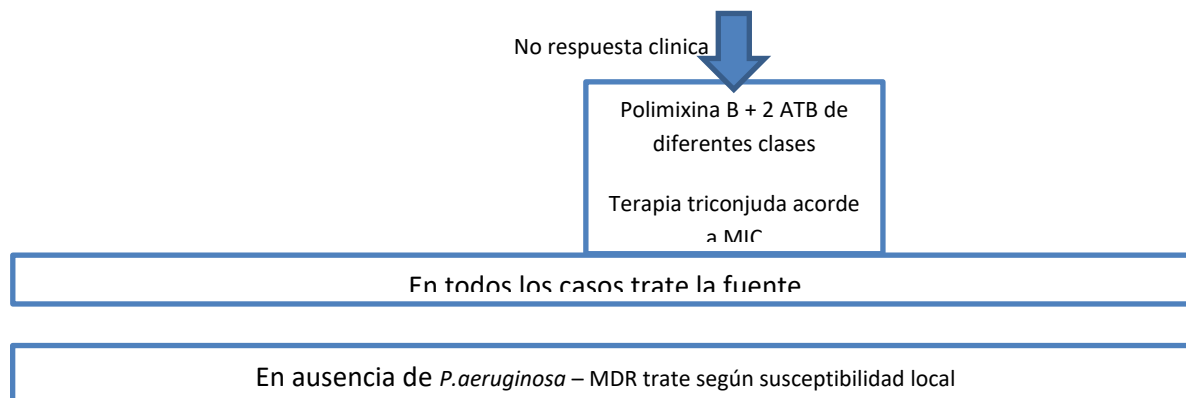 No respuesta clinica
Polimixina B + 2 ATB de
diferentes clases
Terapia triconjuda acorde
a MIC
En todos los casos trate la fuente
En ausencia de P.aeruginosa – MDR trate según susceptibilidad local